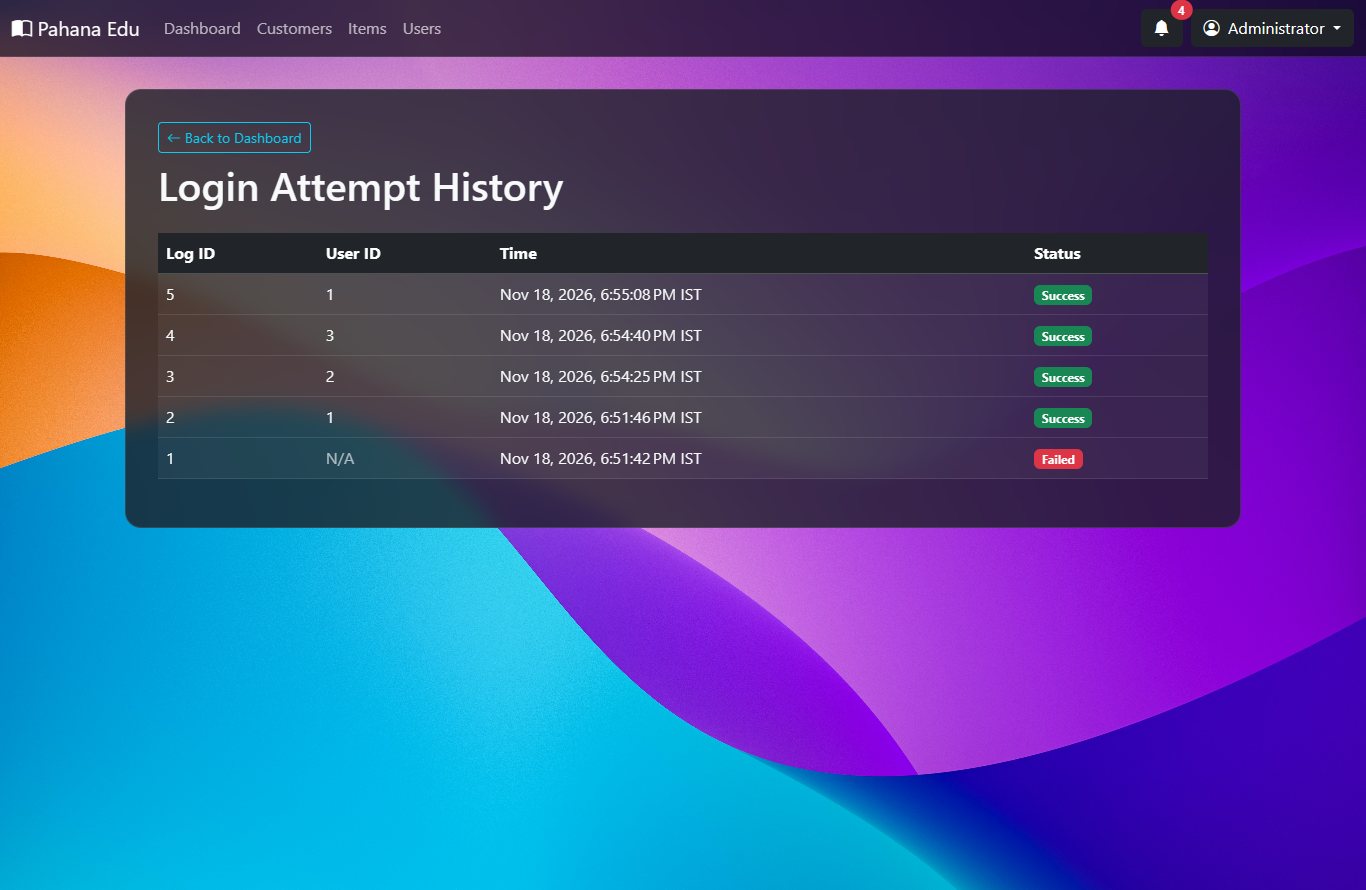 Pahana Edu Dashboard Customers Items Users 4 Administrator
← Back to Dashboard
Login Attempt History
Log ID User ID Time Status
5 1 Nov 18, 2026, 6:55:08 PM IST Success
4 3 Nov 18, 2026, 6:54:40 PM IST Success
3 2 Nov 18, 2026, 6:54:25 PM IST Success
2 1 Nov 18, 2026, 6:51:46 PM IST Success
1 N/A Nov 18, 2026, 6:51:42 PM IST Failed